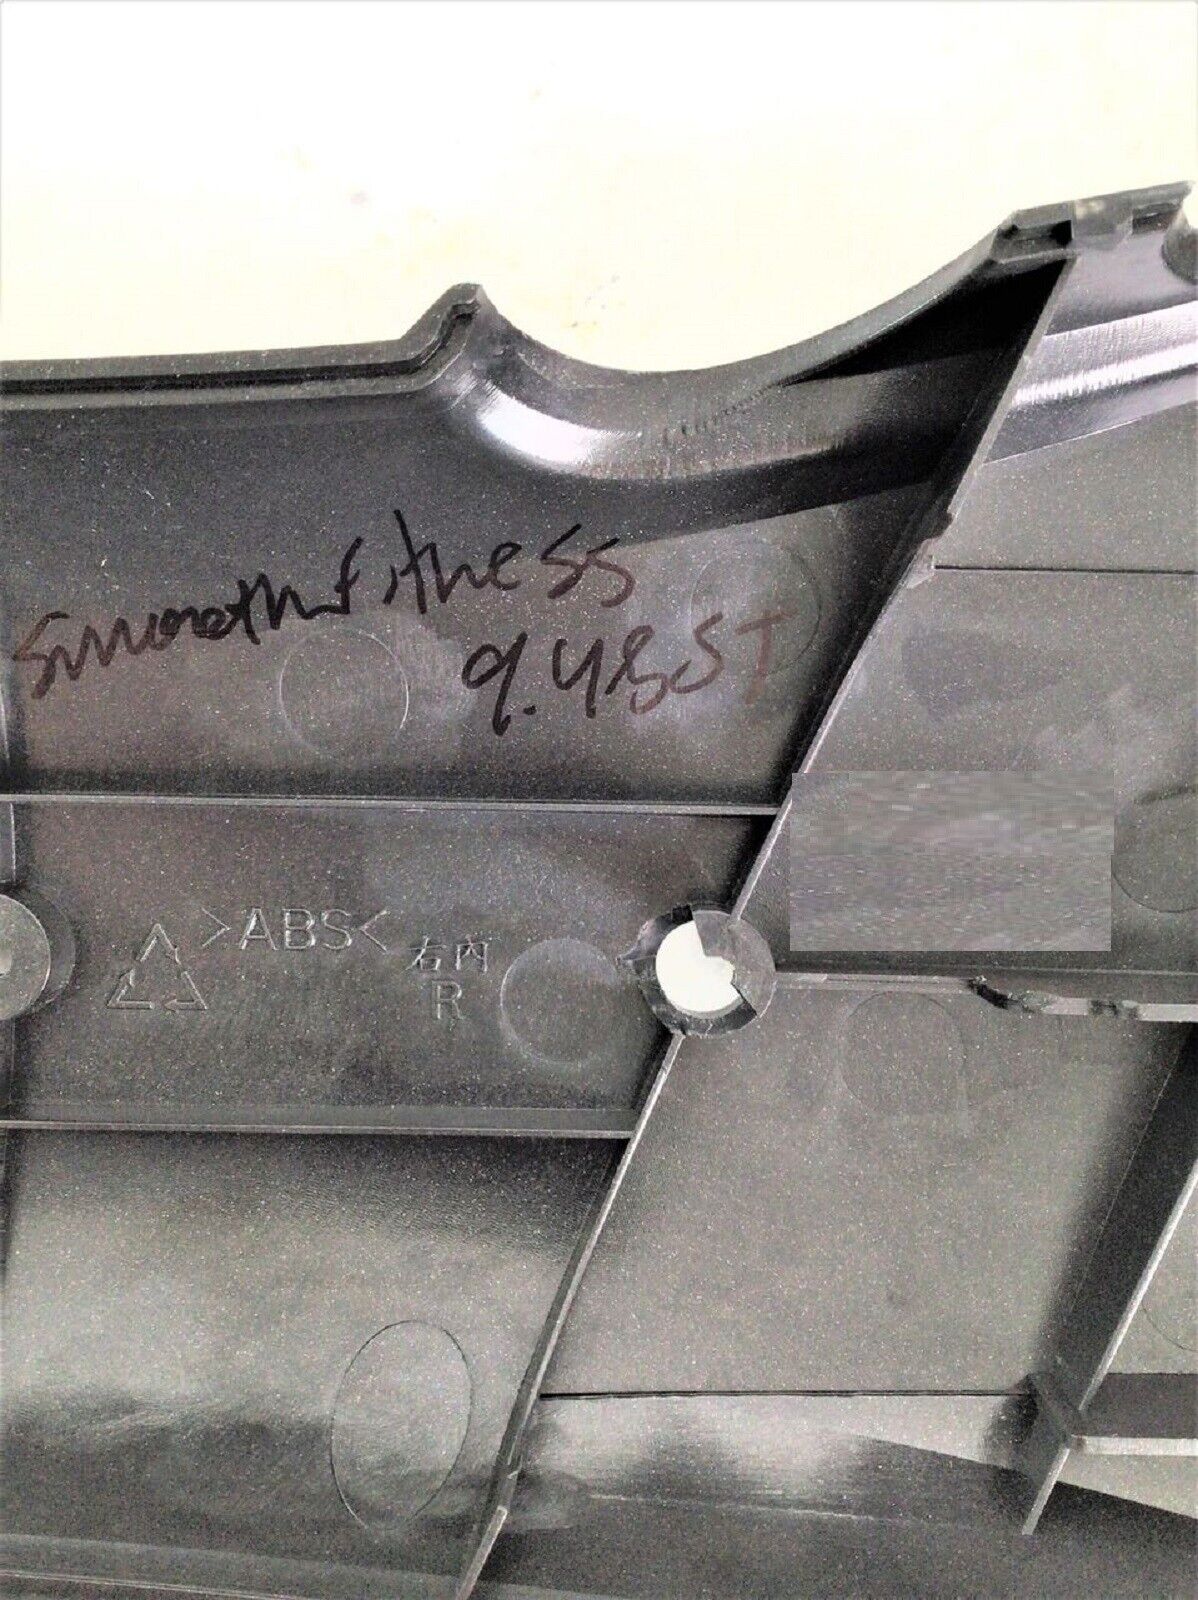 Smooth fitness
9.45ST
>ABS<
右内
R